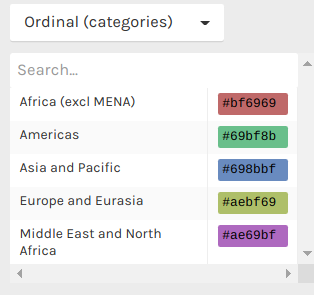 Ordinal (categories)
Search...
Africa (excl MENA) #bf6969
Americas #69bf8b
Asia and Pacific #698bbf
Europe and Eurasia #aebf69
Middle East and North #ae69bf
Africa